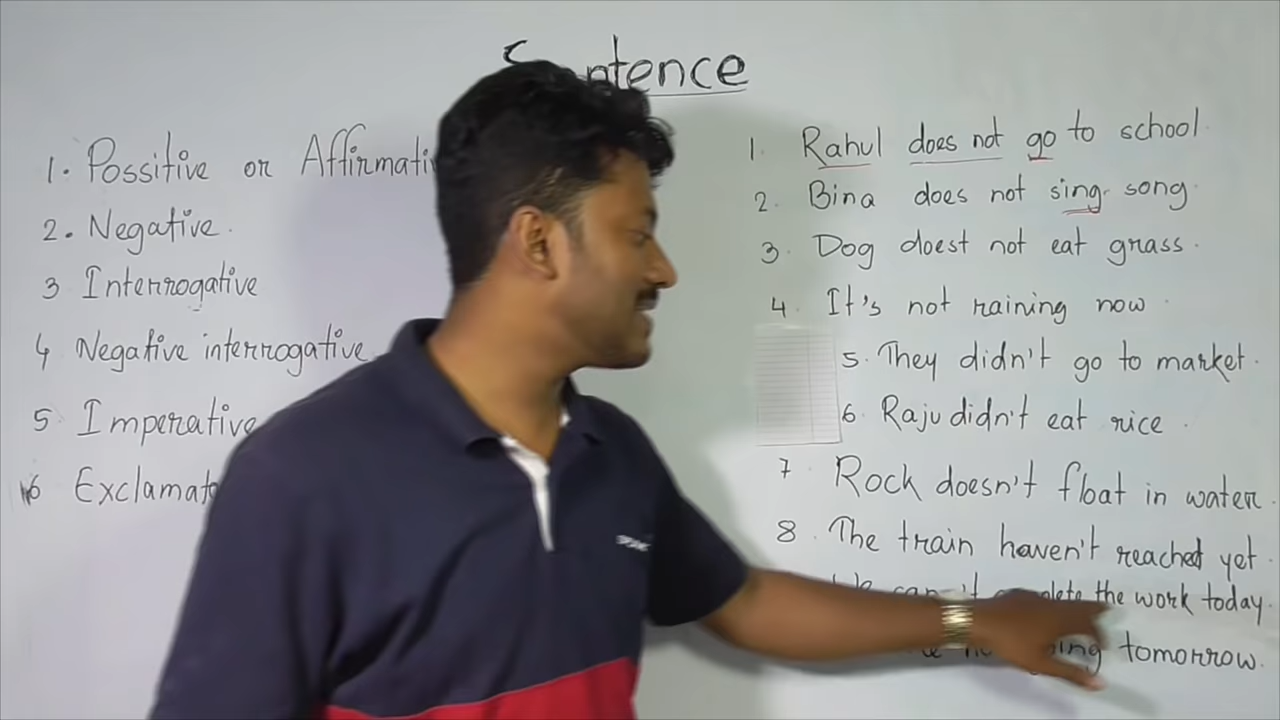 Sentence
1. Possitive or Affirmativ
2. Negative.
3 Interrogative
4 Negative interrogative
5 Imperative
6 Exclamat
1. Rahul does not go to school.
2. Bina does not sing song.
3. Dog doest not eat grass.
4. It's not raining now.
5. They didn't go to market.
6. Raju didn't eat rice.
7 Rock doesn't float in water.
8. The train haven't reached yet.
the work today.
tomorrow.